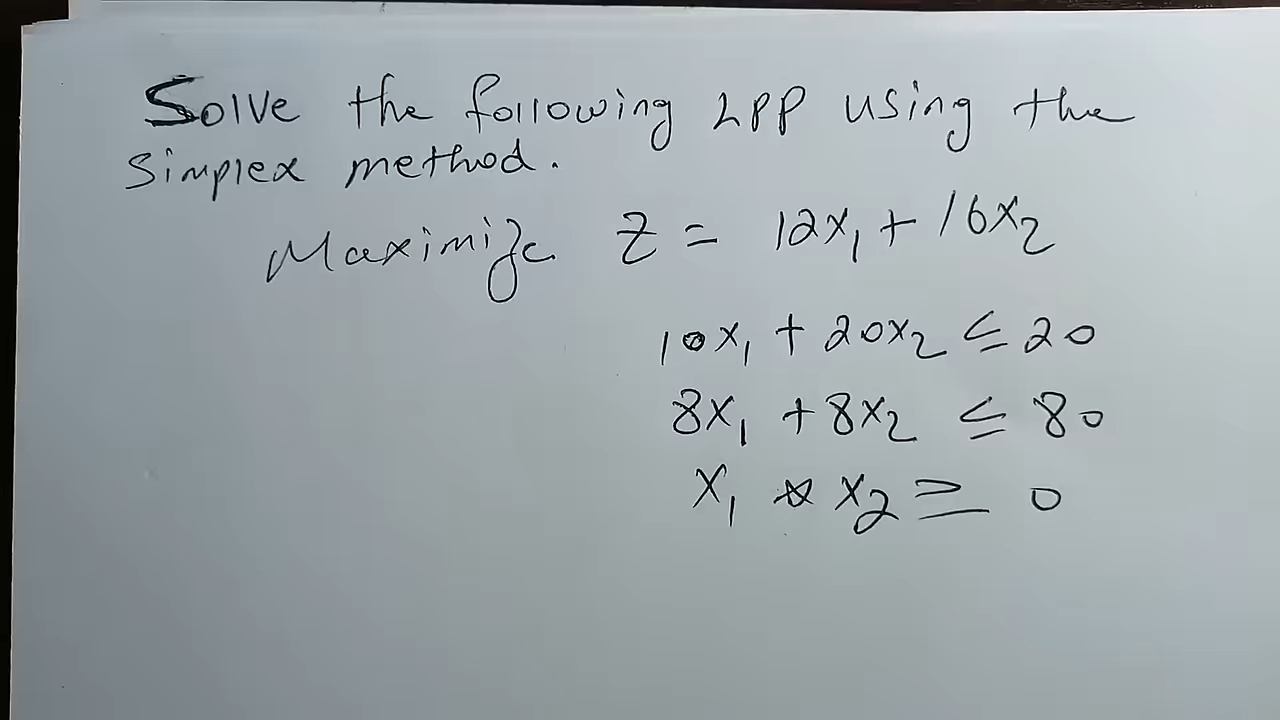 Solve the following LPP using the
simplex method.
Maximize Z = 12x₁ + 16x₂
10x₁ + 20x₂ ≤ 20
8x₁ + 8x₂ ≤ 80
x₁ & x₂ ≥ 0